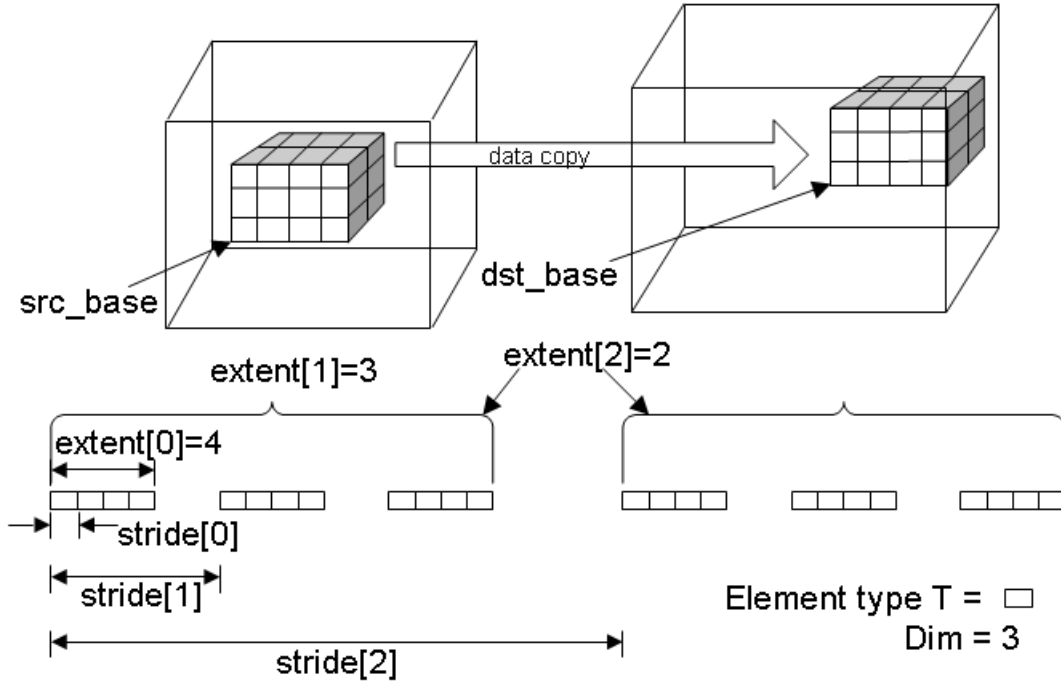 data copy
src_base
dst_base
extent[1]=3
extent[2]=2
extent[0]=4
stride[0]
stride[1]
stride[2]
Element type T =
Dim = 3